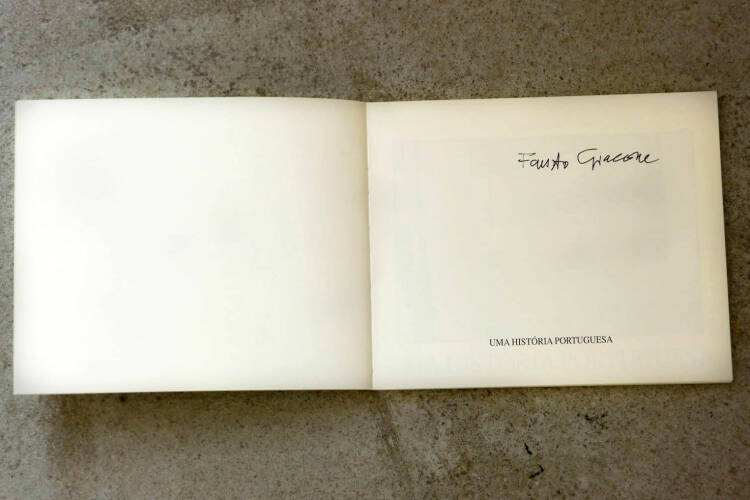 Fausto Giaccone
UMA HISTÓRIA PORTUGUESA